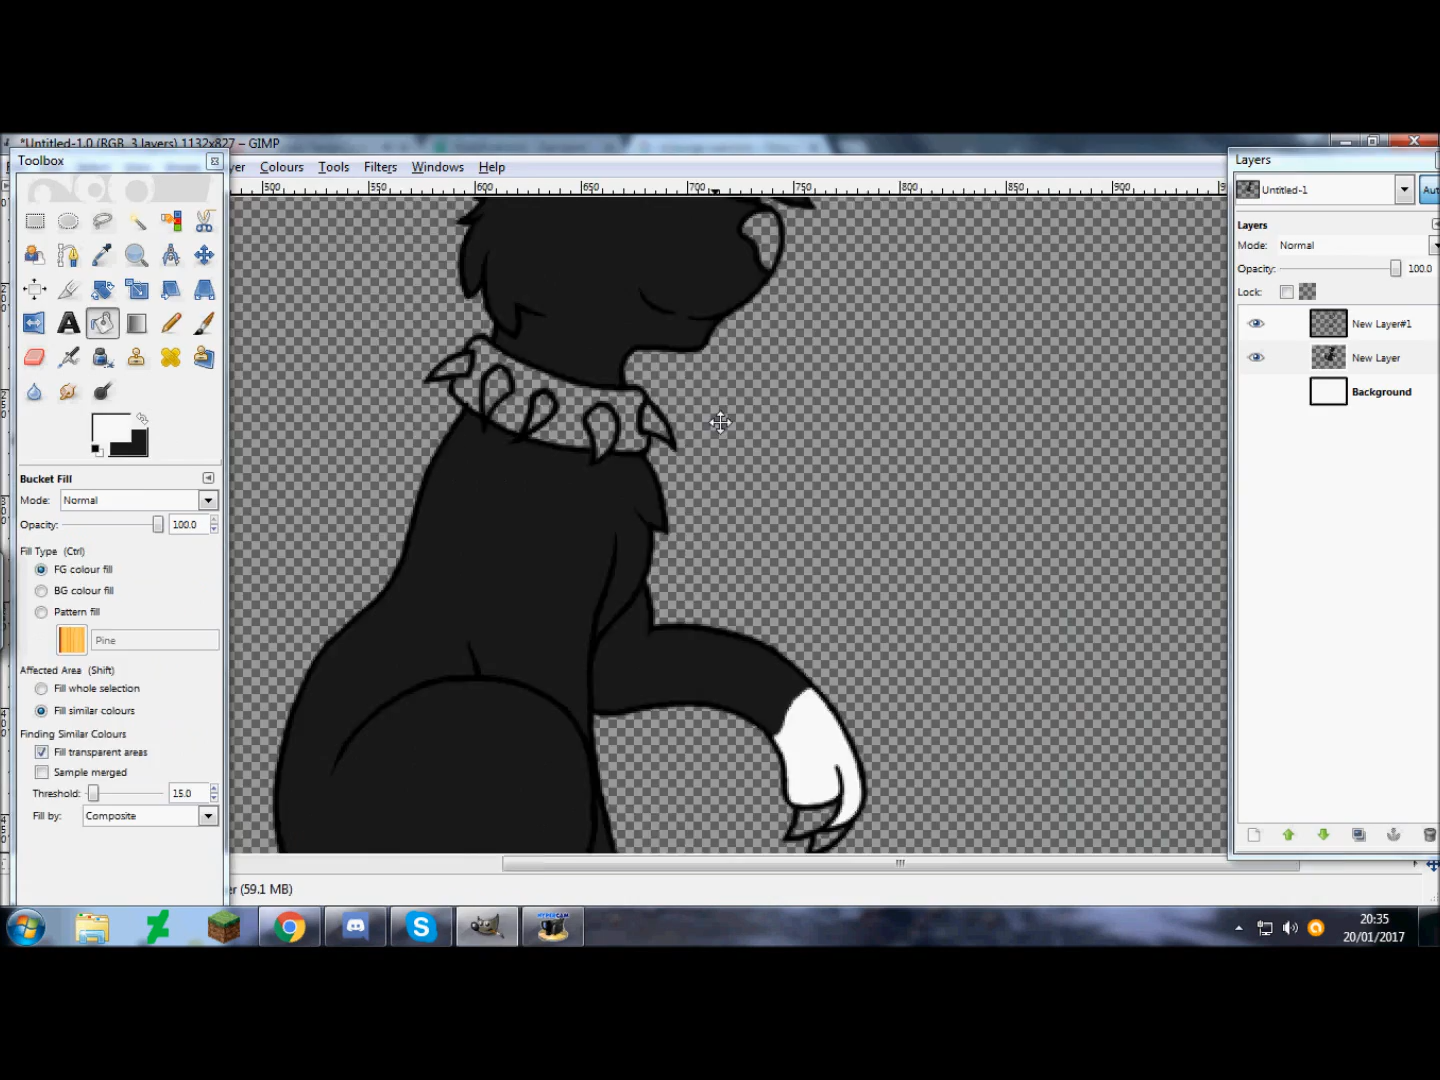 *Untitled-1.0 (RGB, 3 layers) 1132x827 – GIMP
Toolbox
Colours Tools Filters Windows Help
500 550 600 650 700 750 800 850 900
Layers
Untitled-1
Layers
Mode: Normal
Opacity: 100.0
Lock:
New Layer#1
New Layer
Background
Bucket Fill
Mode: Normal
Opacity: 100.0
Fill Type (Ctrl)
FG colour fill
BG colour fill
Pattern fill
Pine
Affected Area (Shift)
Fill whole selection
Fill similar colours
Finding Similar Colours
Fill transparent areas
Sample merged
Threshold: 15.0
Fill by: Composite
er (59.1 MB)
HYPERCAM
20:35
20/01/2017